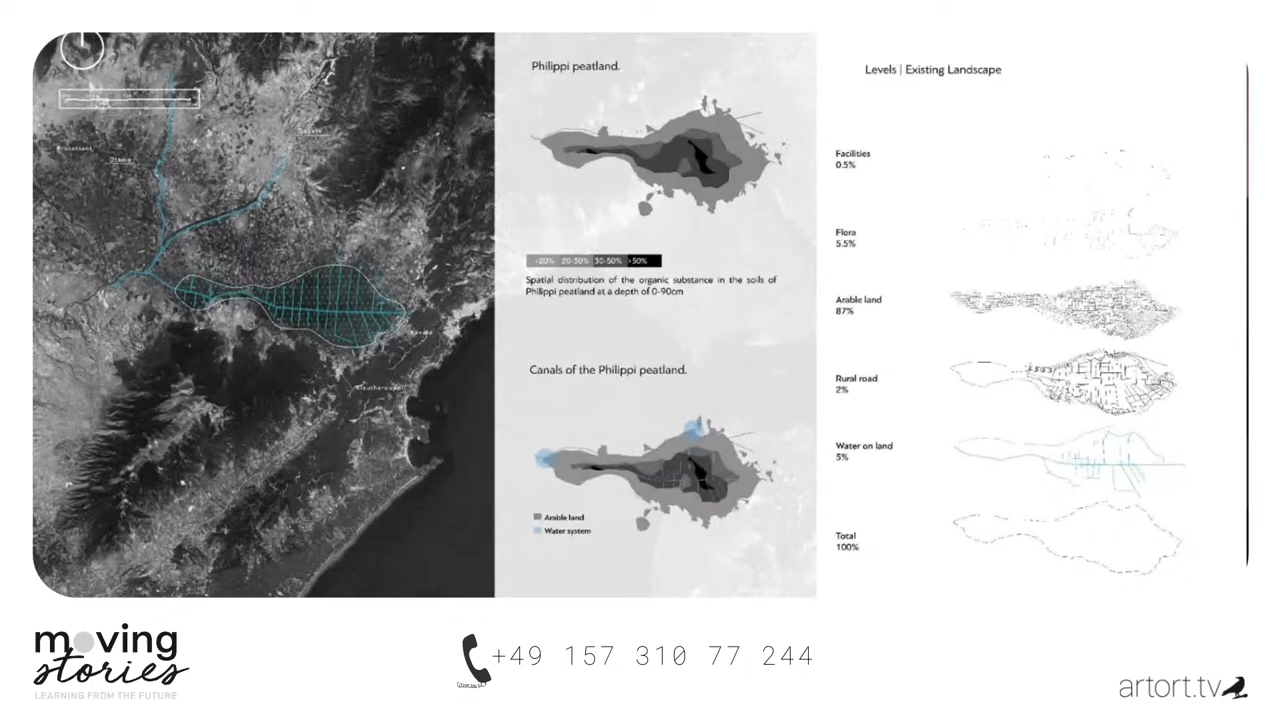 Drama
Doxato
Kavala
Eleutheroupoli
Philippi peatland.
<20% 20-30% 30-50% >50%
Spatial distribution of the organic substance in the soils of
Philippi peatland at a depth of 0-90cm
Canals of the Philippi peatland.
Arable land
Water system
Levels | Existing Landscape
Facilities
0.5%
Flora
5.5%
Arable land
87%
Rural road
2%
Water on land
5%
Total
100%
moving
stories
LEARNING FROM THE FUTURE
+49 157 310 77 244
artort.tv